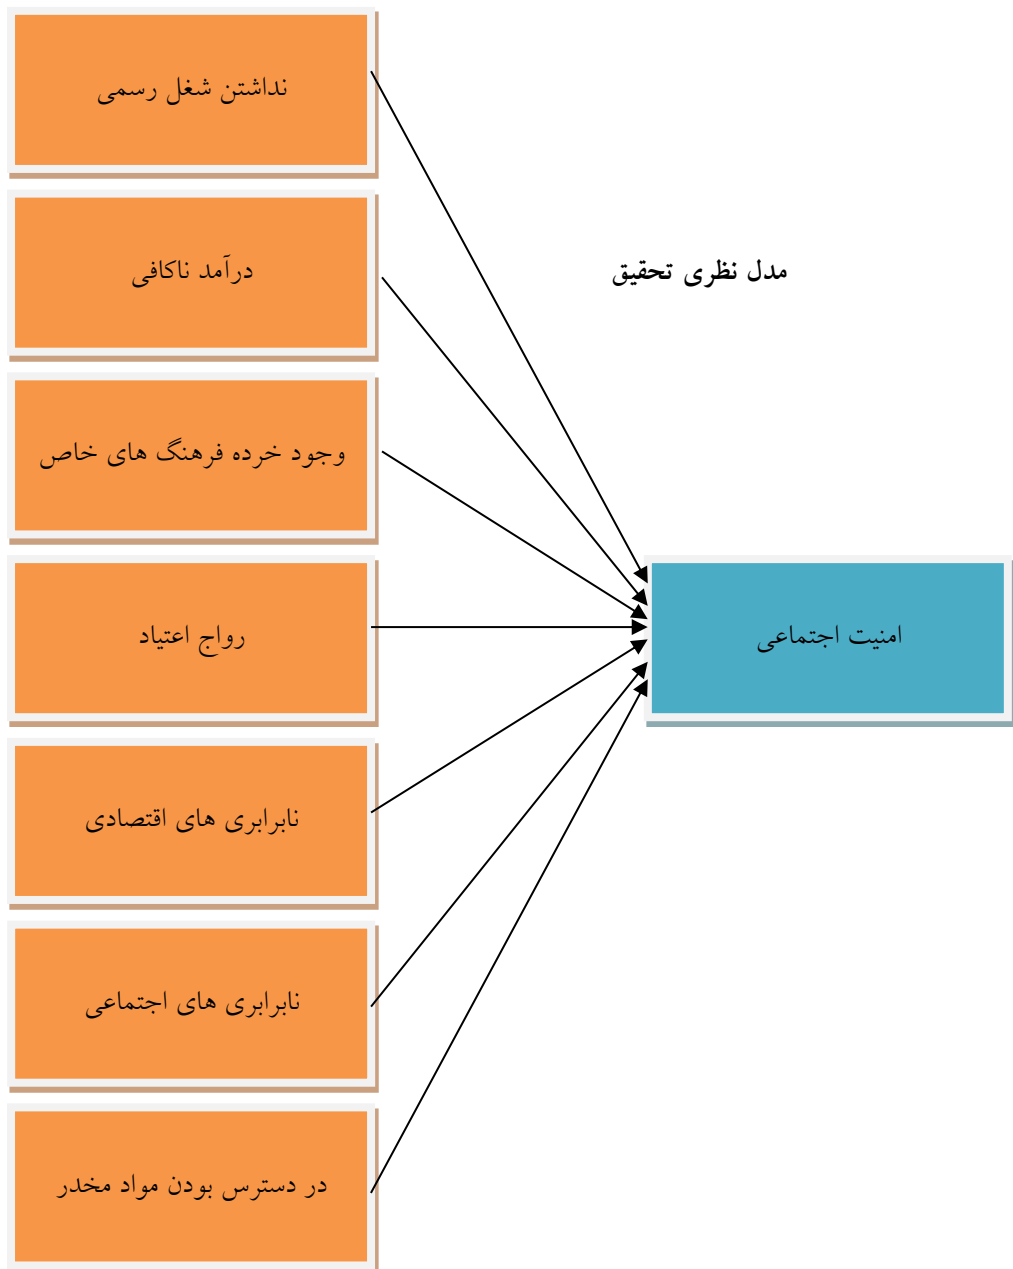 نداشتن شغل رسمی
درآمد ناکافی
مدل نظری تحقیق
وجود خرده فرهنگ های خاص
رواج اعتیاد
امنیت اجتماعی
نابرابری های اقتصادی
نابرابری های اجتماعی
در دسترس بودن مواد مخدر